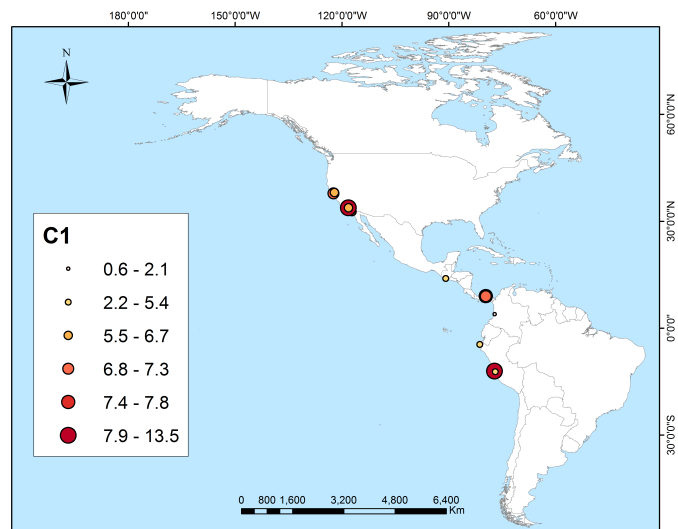 180°0'0"W 150°0'0"W 120°0'0"W 90°0'0"W 60°0'0"W
N
60°0'0"N
30°0'0"N
0°0'0"
30°0'0"S
C1
0.6 - 2.1
2.2 - 5.4
5.5 - 6.7
6.8 - 7.3
7.4 - 7.8
7.9 - 13.5
0 800 1,600 3,200 4,800 6,400
Km